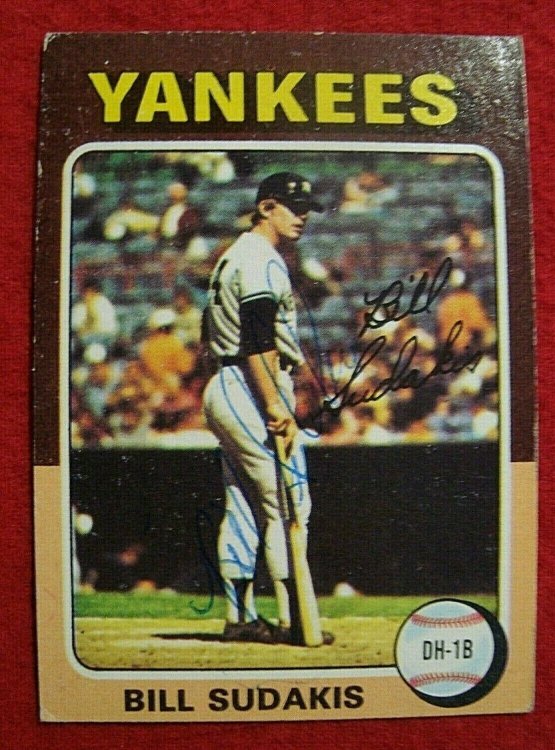 YANKEES
Bill
Sudakis
DH-1B
BILL SUDAKIS